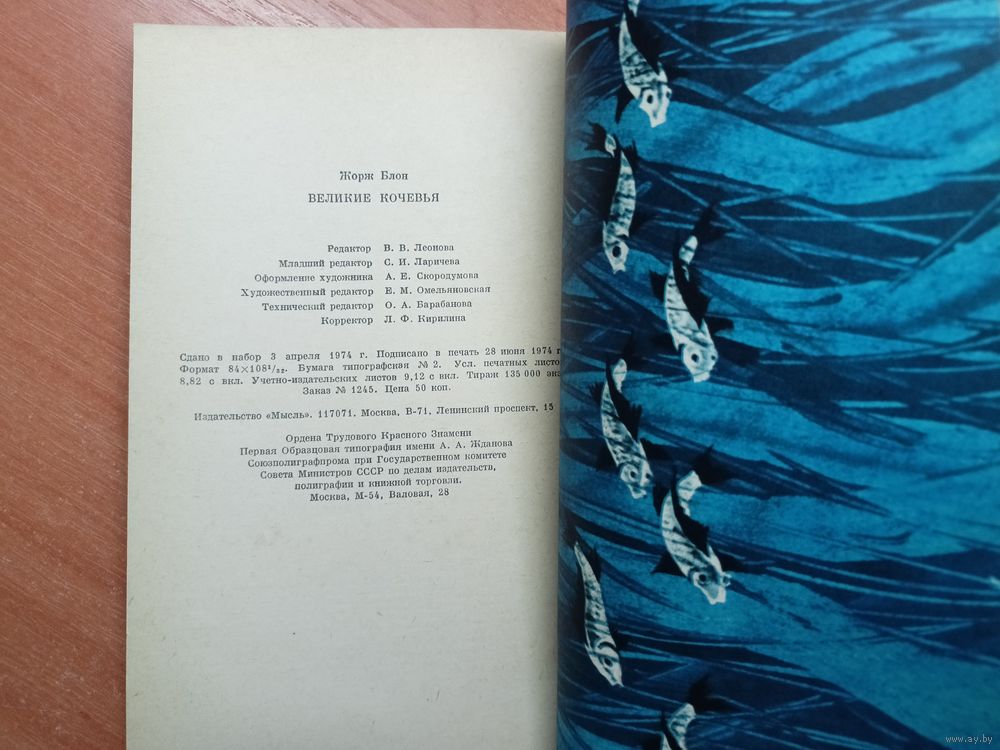 Жорж Блон
ВЕЛИКИЕ КОЧЕВЬЯ
Редактор В. В. Леонова
Младший редактор С. И. Ларичева
Оформление художника А. Е. Скородумова
Художественный редактор Е. М. Омельяновская
Технический редактор О. А. Барабанова
Корректор Л. Ф. Кирилина
Сдано в набор 3 апреля 1974 г. Подписано в печать 28 июня 1974 г
Формат 84×108¹/₃₂. Бумага типографская № 2. Усл. печатных листо
8,82 с вкл. Учетно-издательских листов 9,12 с вкл. Тираж 135 000 экз
Заказ № 1245. Цена 50 коп.
Издательство «Мысль». 117071. Москва, В-71, Ленинский проспект, 15
Ордена Трудового Красного Знамени
Первая Образцовая типография имени А. А. Жданова
Союзполиграфпрома при Государственном комитете
Совета Министров СССР по делам издательств,
полиграфии и книжной торговли.
Москва, М-54, Валовая, 28
www.ay.by